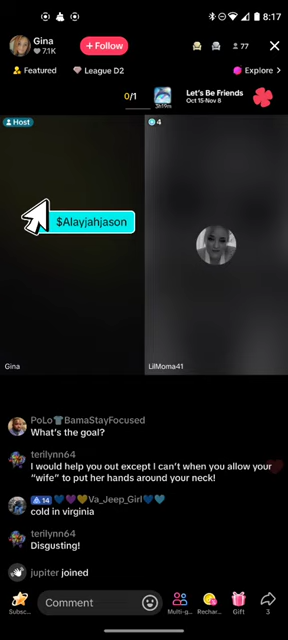 8:17
Gina
7.1K
+ Follow
77
Featured
League D2
Explore >
0/1
Let's Be Friends
Oct 15-Nov 8
Host
4
$Alayjahjason
Gina
LilMoma41
PoLo👕BamaStayFocused
What's the goal?
terilynn64
I would help you out except I can't when you allow your
"wife" to put her hands around your neck!
14 💙💜💛Va_Jeep_Girl💙🩵
cold in virginia
terilynn64
Disgusting!
jupiter joined
Comment
Subsc...
Multi-g...
Rechar...
Gift
3